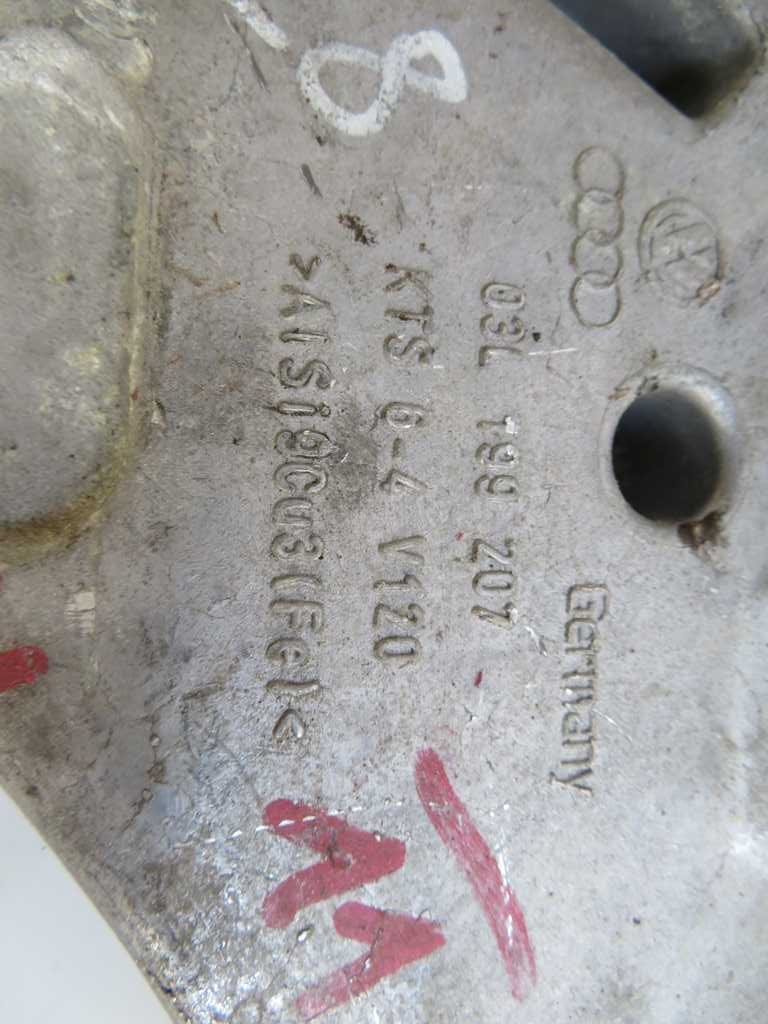 8
Germany
03L 199 207
KTS 6-4 V120
>AlSi9Cu3(Fe)<